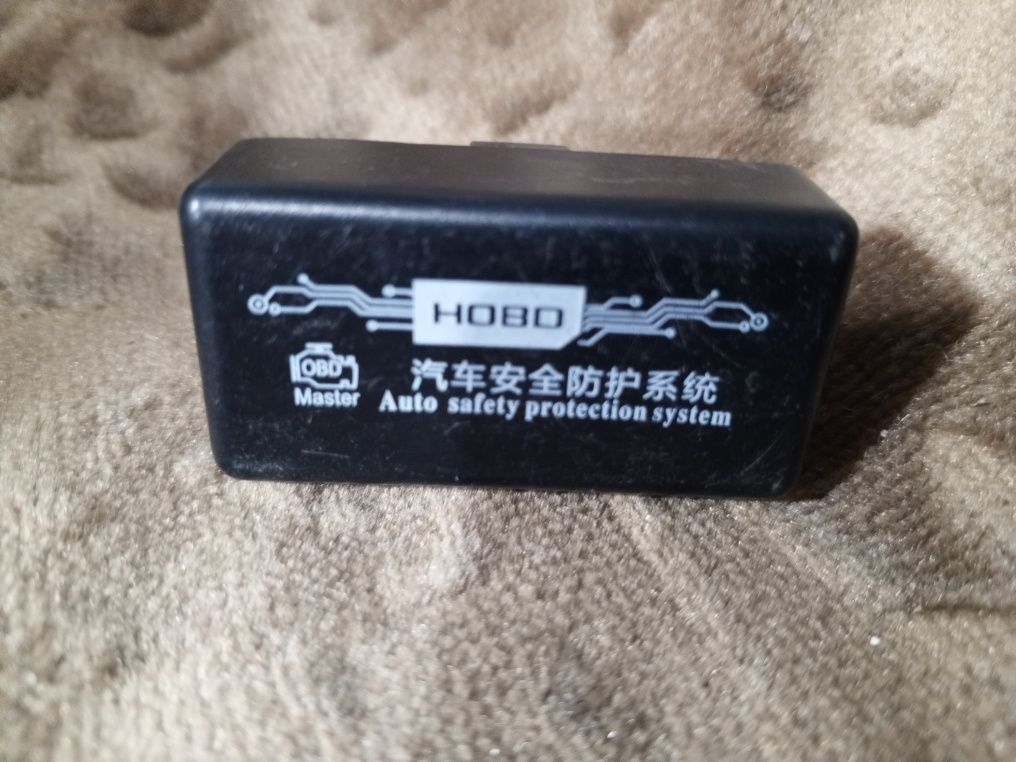 HOBD
OBD
Master
汽车安全防护系统
Auto safety protection system